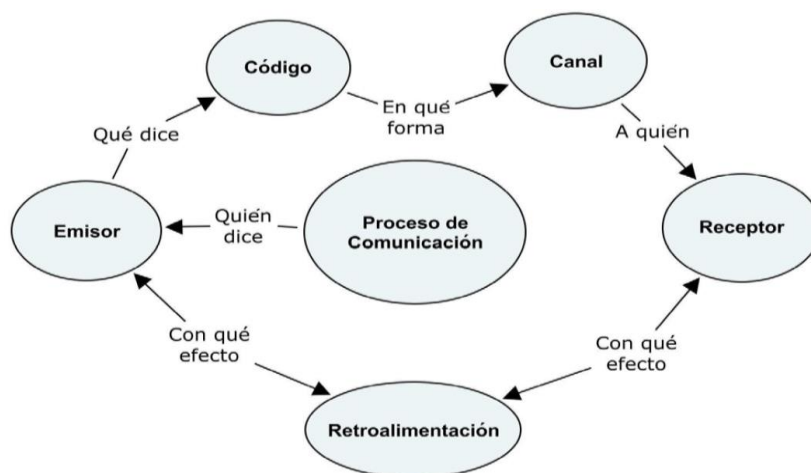 Código
Canal
En qué
forma
Qué dice
A quién
Emisor
Quién
dice
Proceso de
Comunicación
Receptor
Con qué
efecto
Con qué
efecto
Retroalimentación